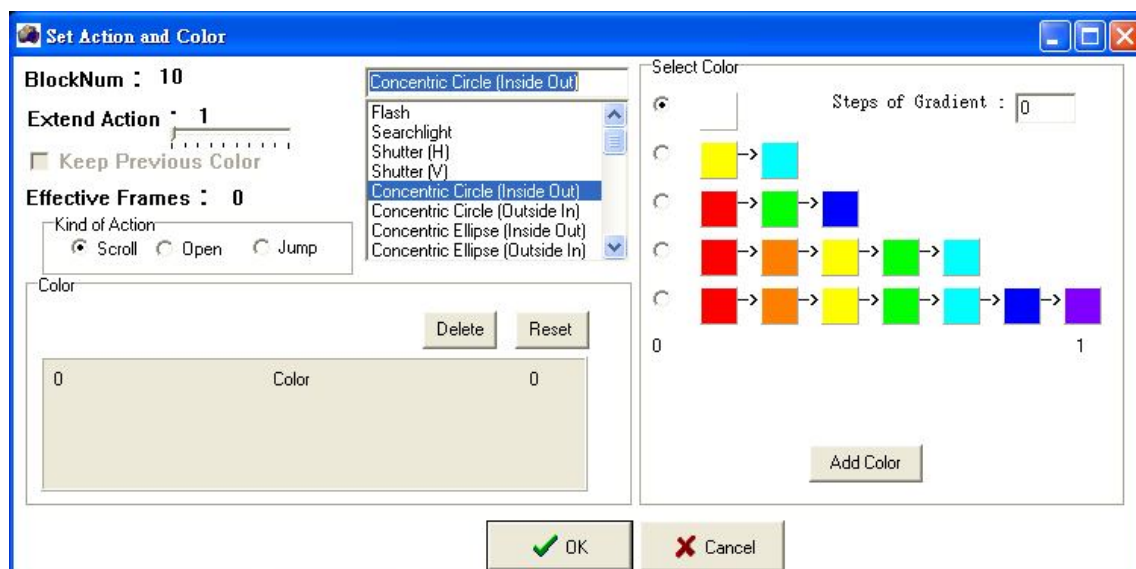 Set Action and Color
BlockNum : 10
Extend Action : 1
Keep Previous Color
Effective Frames : 0
Kind of Action
Scroll
Open
Jump
Concentric Circle (Inside Out)
Flash
Searchlight
Shutter (H)
Shutter (V)
Concentric Circle (Inside Out)
Concentric Circle (Outside In)
Concentric Ellipse (Inside Out)
Concentric Ellipse (Outside In)
Color
Delete
Reset
0 Color 0
Select Color
Steps of Gradient : 0
->
-> ->
-> -> -> ->
-> -> -> -> -> ->
0 1
Add Color
OK
Cancel